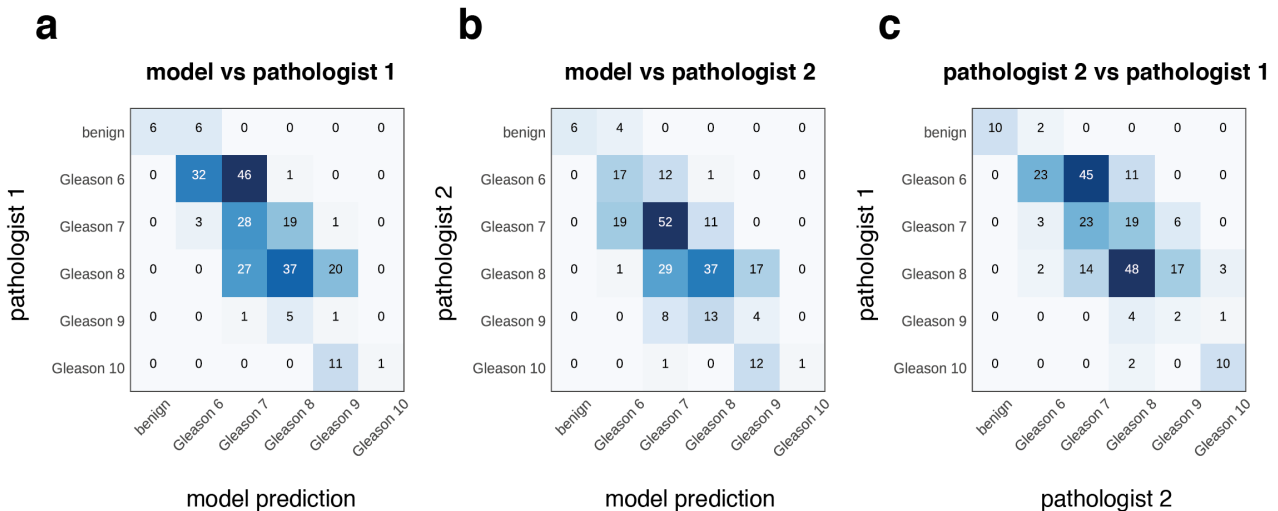 a
b
c
model vs pathologist 1
model vs pathologist 2
pathologist 2 vs pathologist 1
pathologist 1
benign 6 6 0 0 0 0
Gleason 6 0 32 46 1 0 0
Gleason 7 0 3 28 19 1 0
Gleason 8 0 0 27 37 20 0
Gleason 9 0 0 1 5 1 0
Gleason 10 0 0 0 0 11 1
benign
Gleason 6
Gleason 7
Gleason 8
Gleason 9
Gleason 10
model prediction
pathologist 2
benign 6 4 0 0 0 0
Gleason 6 0 17 12 1 0 0
Gleason 7 0 19 52 11 0 0
Gleason 8 0 1 29 37 17 0
Gleason 9 0 0 8 13 4 0
Gleason 10 0 0 1 0 12 1
benign
Gleason 6
Gleason 7
Gleason 8
Gleason 9
Gleason 10
model prediction
pathologist 1
benign 10 2 0 0 0 0
Gleason 6 0 23 45 11 0 0
Gleason 7 0 3 23 19 6 0
Gleason 8 0 2 14 48 17 3
Gleason 9 0 0 0 4 2 1
Gleason 10 0 0 0 2 0 10
benign
Gleason 6
Gleason 7
Gleason 8
Gleason 9
Gleason 10
pathologist 2